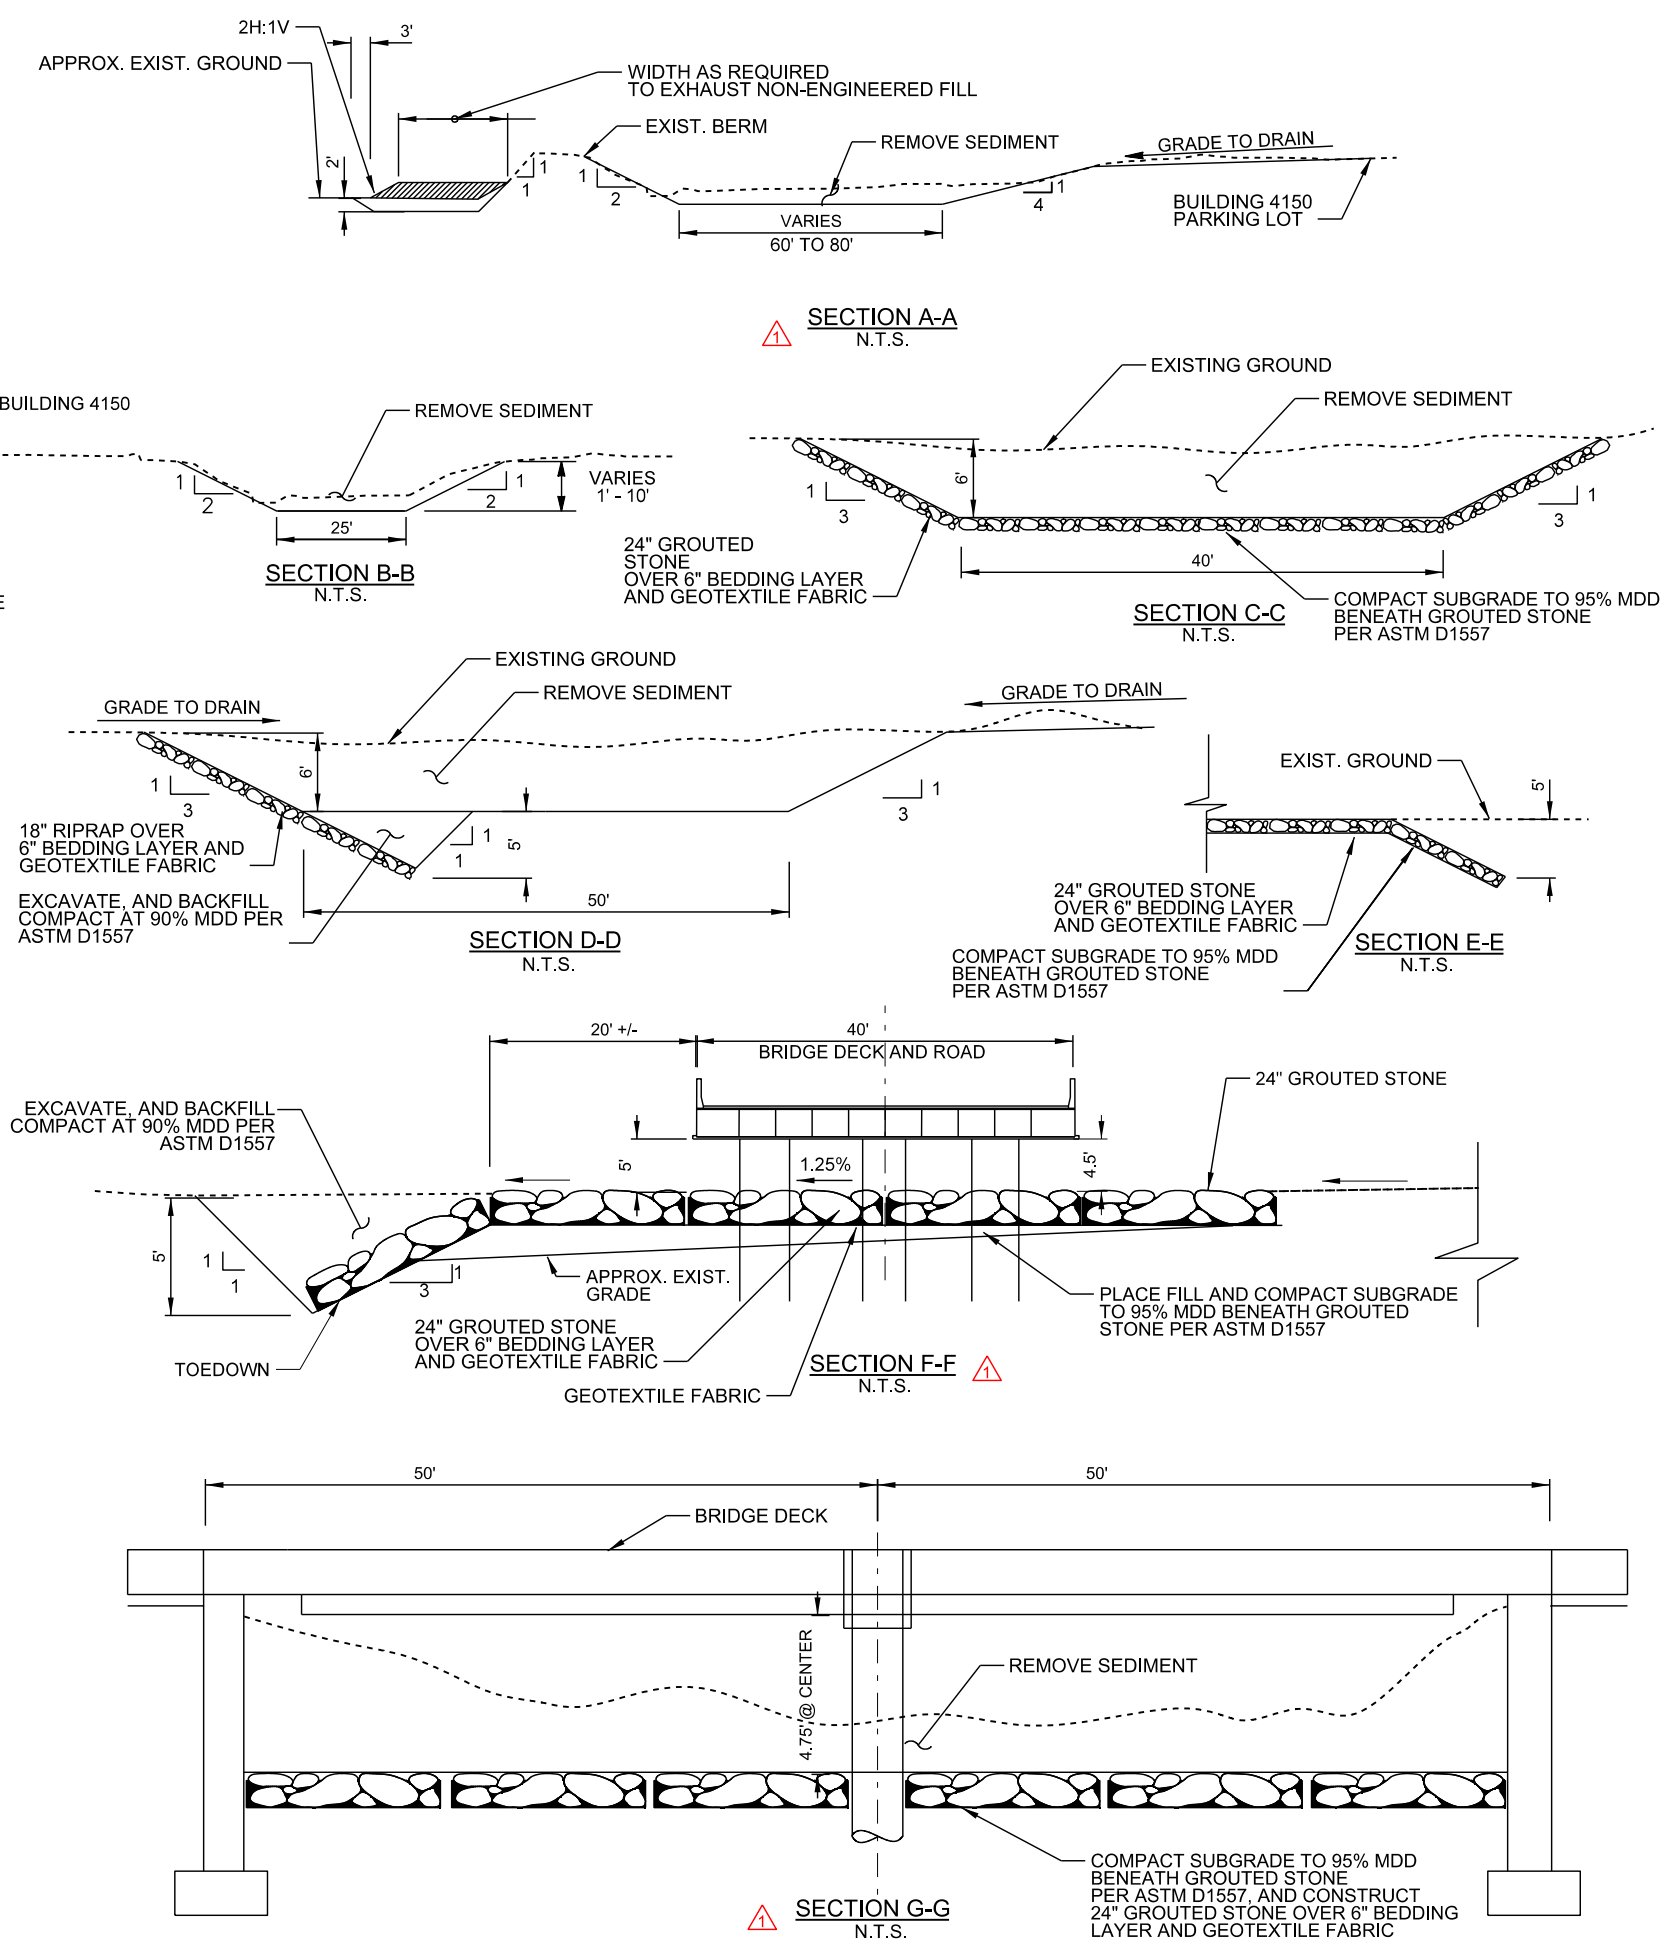 2H:1V
3'
APPROX. EXIST. GROUND
WIDTH AS REQUIRED
TO EXHAUST NON-ENGINEERED FILL
EXIST. BERM
REMOVE SEDIMENT
GRADE TO DRAIN
2'
1
1
1
2
1
4
VARIES
60' TO 80'
BUILDING 4150
PARKING LOT
1
SECTION A-A
N.T.S.
BUILDING 4150
REMOVE SEDIMENT
1
2
1
2
VARIES
1' - 10'
25'
SECTION B-B
N.T.S.
E
EXISTING GROUND
REMOVE SEDIMENT
6'
1
3
1
3
24" GROUTED
STONE
OVER 6" BEDDING LAYER
AND GEOTEXTILE FABRIC
40'
SECTION C-C
N.T.S.
COMPACT SUBGRADE TO 95% MDD
BENEATH GROUTED STONE
PER ASTM D1557
EXISTING GROUND
REMOVE SEDIMENT
GRADE TO DRAIN
GRADE TO DRAIN
6'
1
3
1
3
1
1
5'
18" RIPRAP OVER
6" BEDDING LAYER AND
GEOTEXTILE FABRIC
EXCAVATE, AND BACKFILL
COMPACT AT 90% MDD PER
ASTM D1557
50'
SECTION D-D
N.T.S.
EXIST. GROUND
5'
24" GROUTED STONE
OVER 6" BEDDING LAYER
AND GEOTEXTILE FABRIC
COMPACT SUBGRADE TO 95% MDD
BENEATH GROUTED STONE
PER ASTM D1557
SECTION E-E
N.T.S.
20' +/-
40'
BRIDGE DECK AND ROAD
24" GROUTED STONE
EXCAVATE, AND BACKFILL
COMPACT AT 90% MDD PER
ASTM D1557
5'
1.25%
4.5'
5'
1
1
1
3
APPROX. EXIST.
GRADE
PLACE FILL AND COMPACT SUBGRADE
TO 95% MDD BENEATH GROUTED
STONE PER ASTM D1557
24" GROUTED STONE
OVER 6" BEDDING LAYER
AND GEOTEXTILE FABRIC
TOEDOWN
GEOTEXTILE FABRIC
SECTION F-F
N.T.S.
1
50'
50'
BRIDGE DECK
4.75' @ CENTER
REMOVE SEDIMENT
COMPACT SUBGRADE TO 95% MDD
BENEATH GROUTED STONE
PER ASTM D1557, AND CONSTRUCT
24" GROUTED STONE OVER 6" BEDDING
LAYER AND GEOTEXTILE FABRIC
1
SECTION G-G
N.T.S.